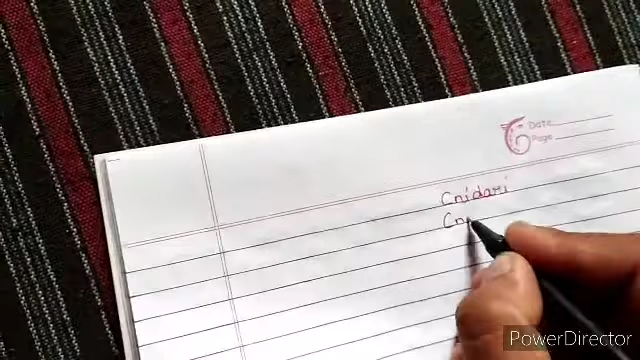 Date
Page
Cnidari
Cn
PowerDirector